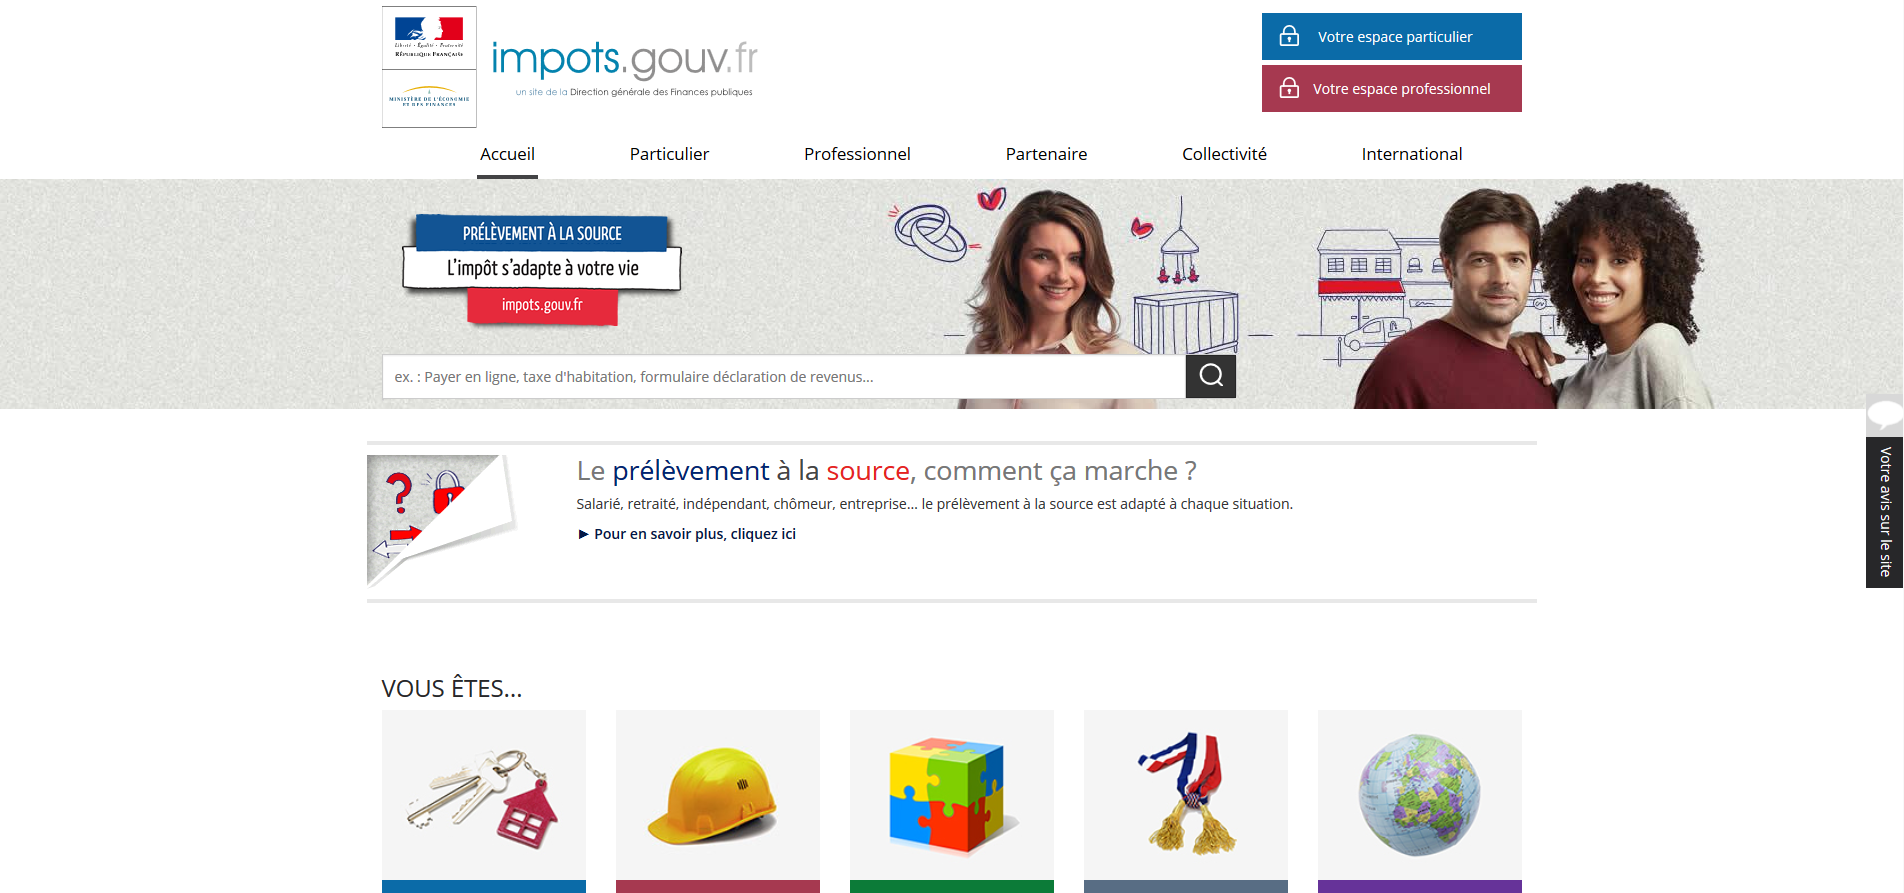 Liberté • Égalité • Fraternité
RÉPUBLIQUE FRANÇAISE
MINISTÈRE DE L'ÉCONOMIE
ET DES FINANCES
impots.gouv.fr
un site de la Direction générale des Finances publiques
Votre espace particulier
Votre espace professionnel
Accueil Particulier Professionnel Partenaire Collectivité International
PRÉLÈVEMENT À LA SOURCE
L'impôt s'adapte à votre vie
impots.gouv.fr
ex. : Payer en ligne, taxe d'habitation, formulaire déclaration de revenus...
Votre avis sur le site
Le prélèvement à la source, comment ça marche ?
Salarié, retraité, indépendant, chômeur, entreprise... le prélèvement à la source est adapté à chaque situation.
► Pour en savoir plus, cliquez ici
VOUS ÊTES...